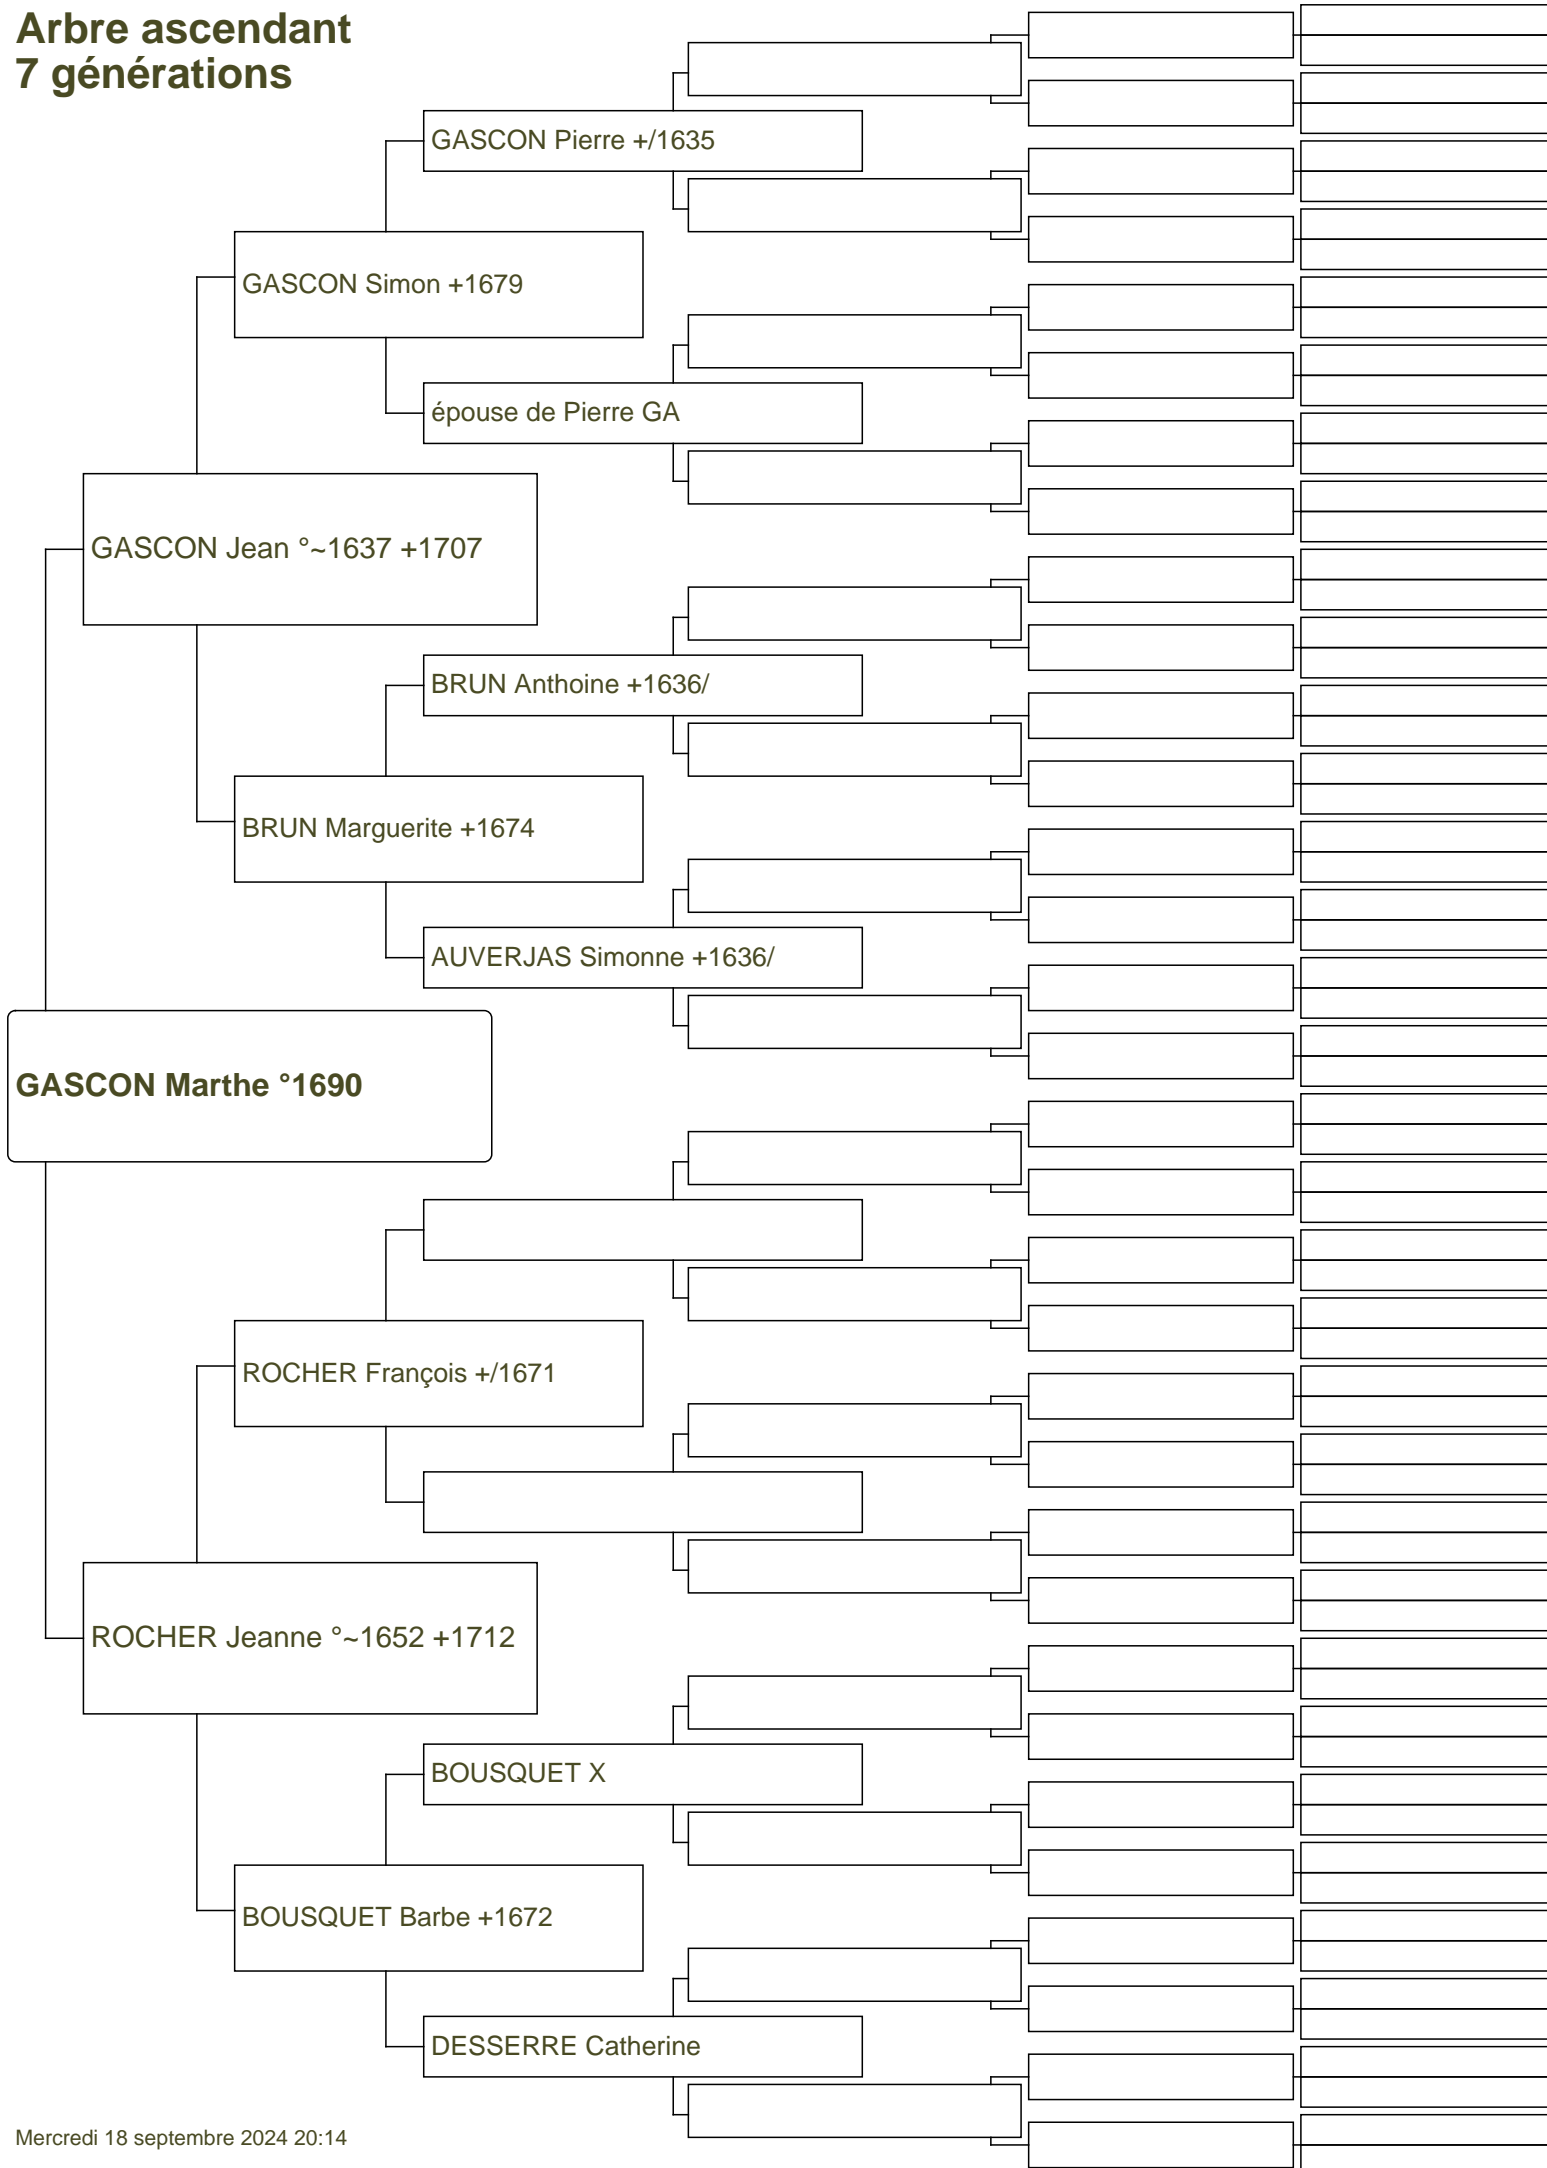 Arbre ascendant
7 générations
GASCON Pierre +/1635
GASCON Simon +1679
épouse de Pierre GA
GASCON Jean °~1637 +1707
BRUN Anthoine +1636/
BRUN Marguerite +1674
AUVERJAS Simonne +1636/
GASCON Marthe °1690
ROCHER François +/1671
ROCHER Jeanne °~1652 +1712
BOUSQUET X
BOUSQUET Barbe +1672
DESSERRE Catherine
Mercredi 18 septembre 2024 20:14